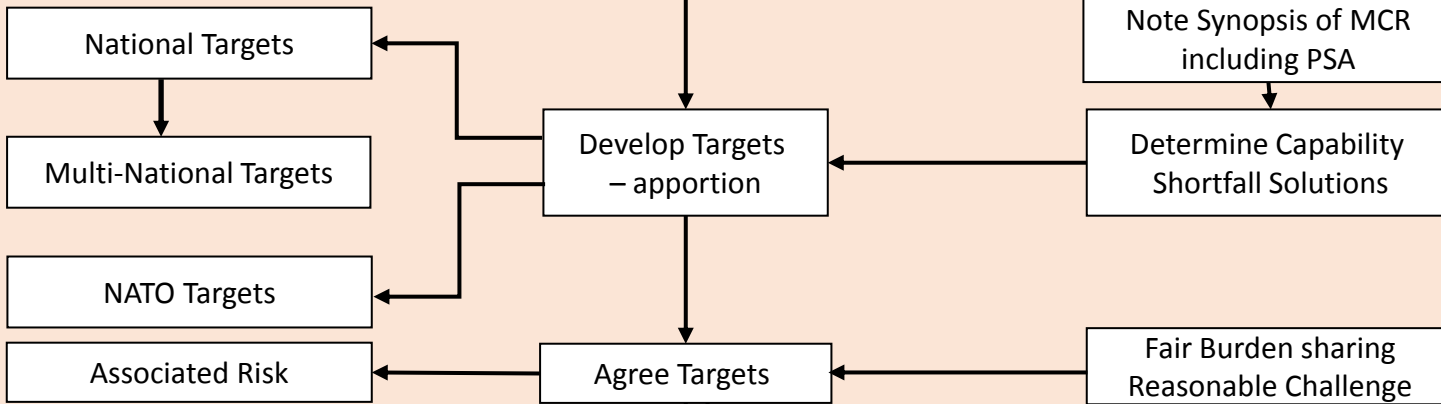 National Targets
Note Synopsis of MCR
including PSA
Multi-National Targets
Develop Targets
– apportion
Determine Capability
Shortfall Solutions
NATO Targets
Associated Risk
Agree Targets
Fair Burden sharing
Reasonable Challenge